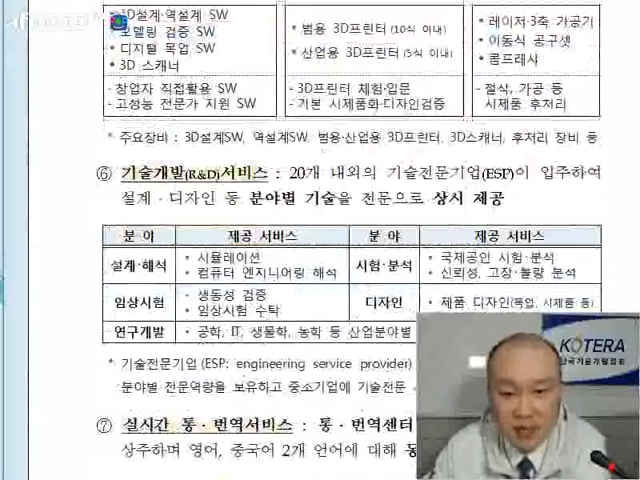 3D설계·역설계 SW
모델링 검증 SW
• 디지털 목업 SW
• 3D 스캐너
• 범용 3D프린터 (10식 이내)
• 산업용 3D프린터 (5식 이내)
• 레이저·3축 가공기
• 이동식 공구셋
• 콤프레샤
- 창업자 직접활용 SW
- 고성능 전문가 지원 SW
- 3D프린터 체험·입문
- 기본 시제품화·디자인검증
- 절삭, 가공 등
시제품 후처리
* 주요장비 : 3D설계SW, 역설계SW, 범용·산업용 3D프린터, 3D스캐너, 후처리 장비 등
⑥ 기술개발(R&D)서비스 : 20개 내외의 기술전문기업(ESP)이 입주하여
설계·디자인 등 분야별 기술을 전문으로 상시 제공
분 야 제공 서비스 분 야 제공 서비스
설계·해석
• 시뮬레이션
• 컴퓨터 엔지니어링 해석
시험·분석
• 국제공인 시험·분석
• 신뢰성, 고장·불량 분석
임상시험
• 생동성 검증
• 임상시험 수탁
디자인
• 제품 디자인(목업, 시제품 등)
연구개발
• 공학, IT, 생물학, 농학 등 산업분야별
* 기술전문기업(ESP: engineering service provider)
분야별 전문역량을 보유하고 중소기업에 기술전문
⑦ 실시간 통·번역서비스 : 통·번역센터
상주하며 영어, 중국어 2개 언어에 대해
KOTERA
한국기술개발협회